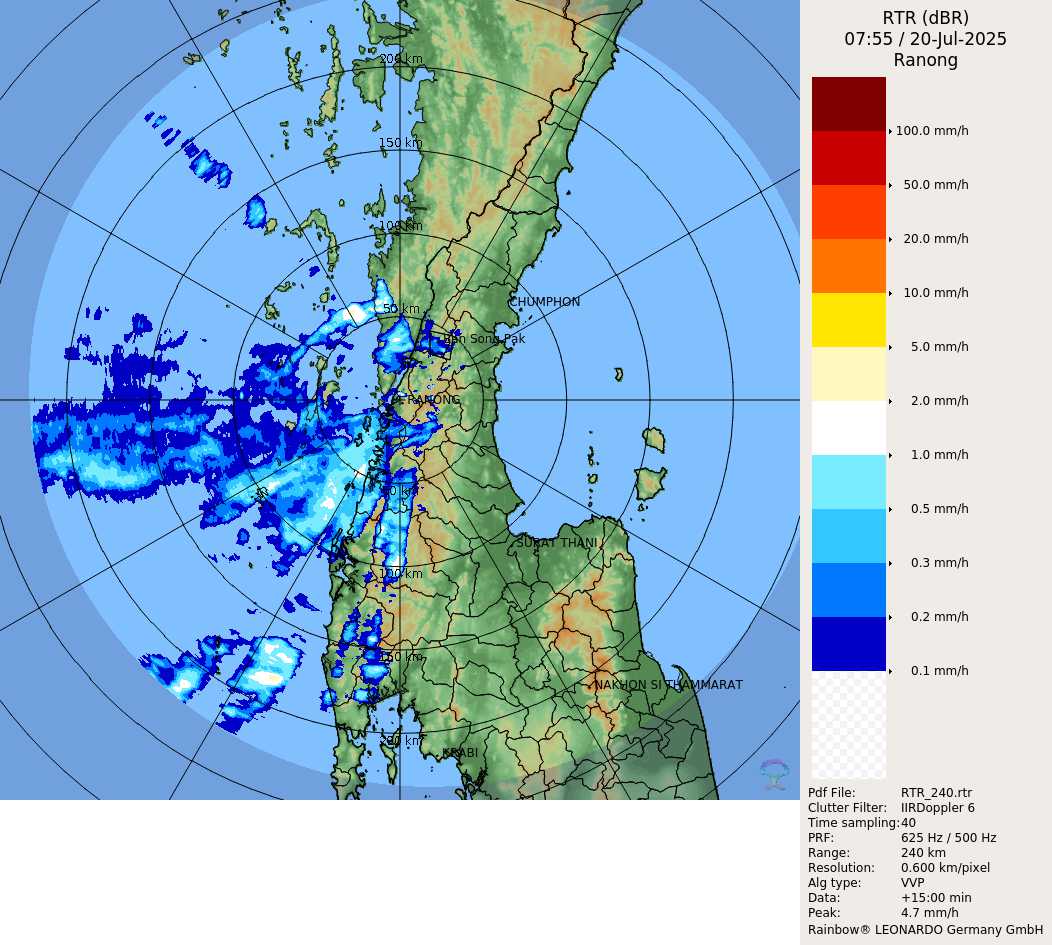 RTR (dBR)
07:55 / 20-Jul-2025
Ranong
100.0 mm/h
50.0 mm/h
20.0 mm/h
10.0 mm/h
5.0 mm/h
2.0 mm/h
1.0 mm/h
0.5 mm/h
0.3 mm/h
0.2 mm/h
0.1 mm/h
200 km
150 km
100 km
50 km
CHUMPHON
Ban Song Pak
RANONG
50 km
SURAT THANI
100 km
150 km
NAKHON SI THAMMARAT
200 km
KRABI
Pdf File: RTR_240.rtr
Clutter Filter: IIRDoppler 6
Time sampling: 40
PRF: 625 Hz / 500 Hz
Range: 240 km
Resolution: 0.600 km/pixel
Alg type: VVP
Data: +15:00 min
Peak: 4.7 mm/h
Rainbow® LEONARDO Germany GmbH